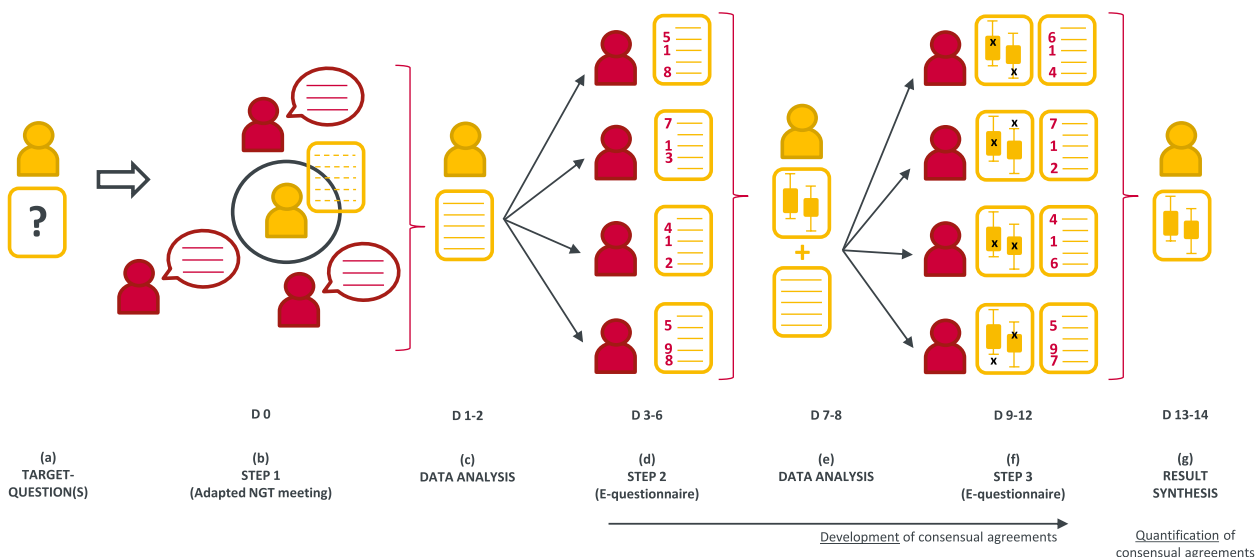 ?
5
1
8
7
1
3
4
1
2
5
9
8
+
x
x
6
1
4
x
x
7
1
2
x
x
4
1
6
x
x
5
9
7
D 0
D 1-2
D 3-6
D 7-8
D 9-12
D 13-14
(a)
TARGET-
QUESTION(S)
(b)
STEP 1
(Adapted NGT meeting)
(c)
DATA ANALYSIS
(d)
STEP 2
(E-questionnaire)
(e)
DATA ANALYSIS
(f)
STEP 3
(E-questionnaire)
(g)
RESULT
SYNTHESIS
Development of consensual agreements
Quantification of
consensual agreements